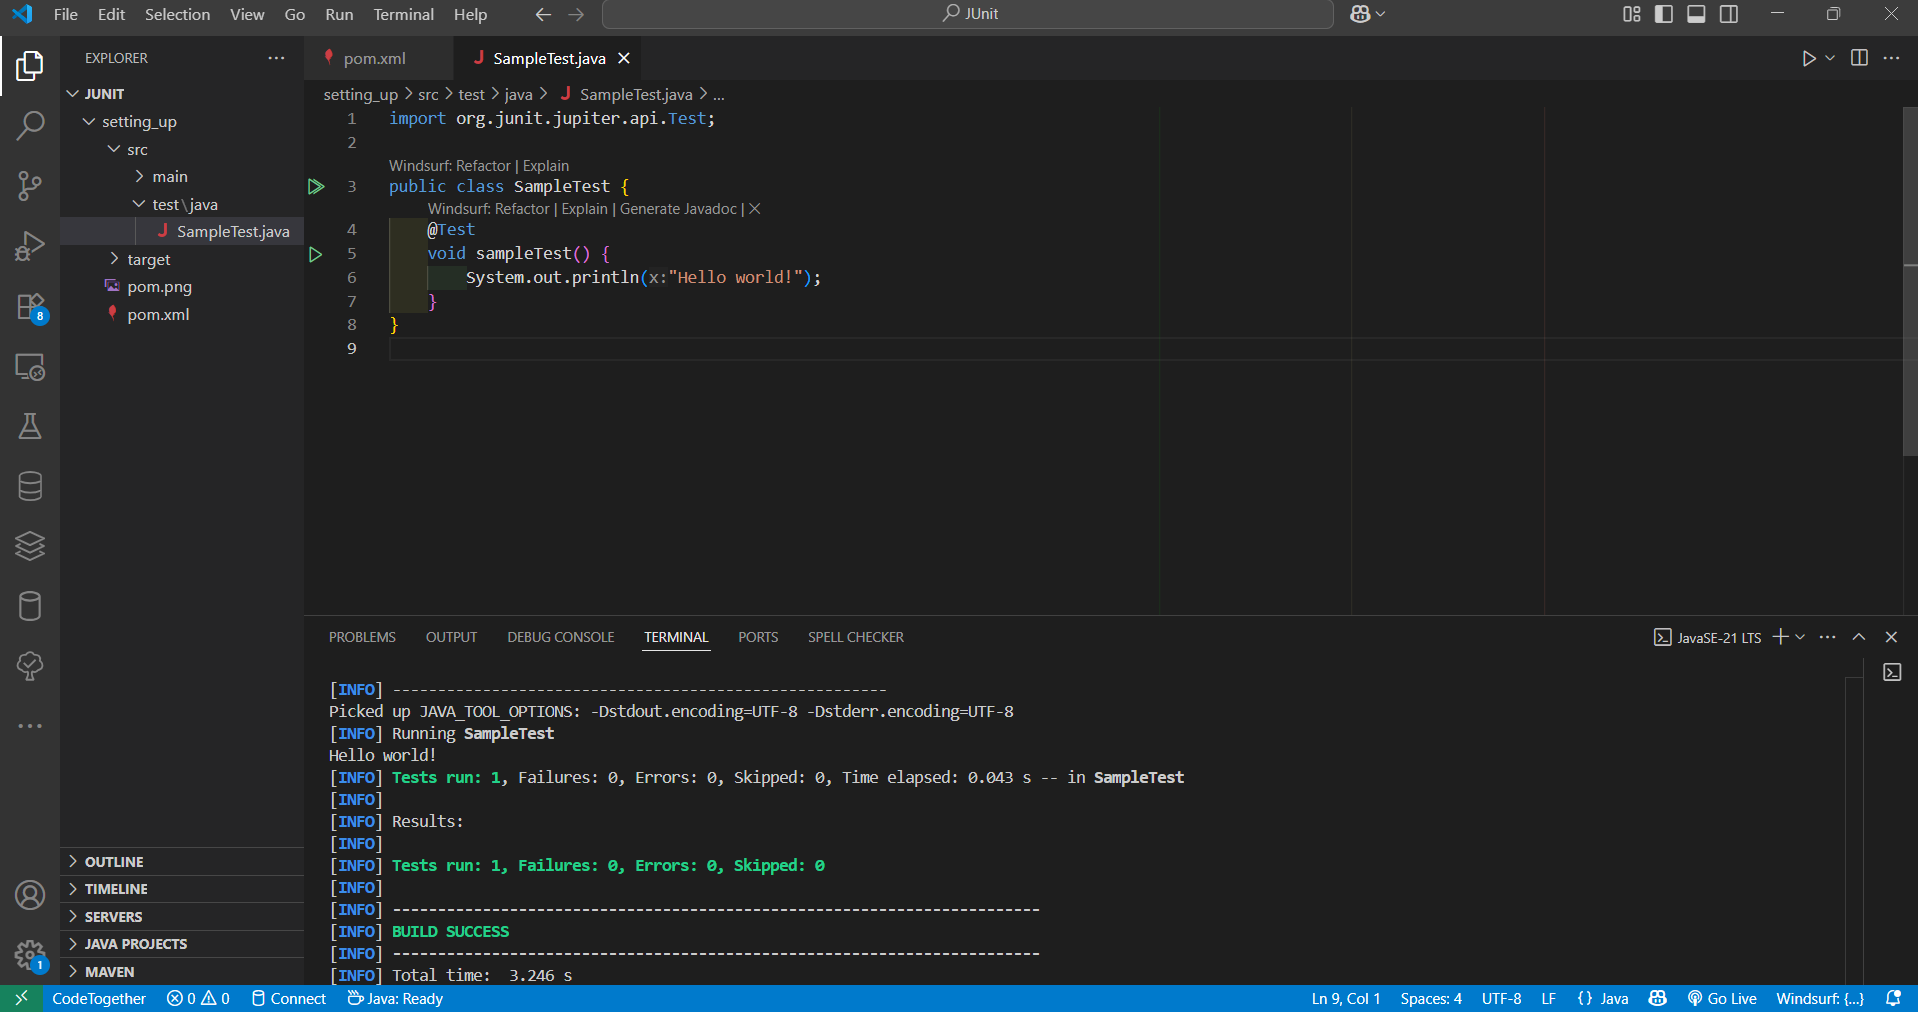 File Edit Selection View Go Run Terminal Help
JUnit
EXPLORER
JUNIT
setting_up
src
main
test\java
SampleTest.java
target
pom.png
pom.xml
8
OUTLINE
TIMELINE
SERVERS
JAVA PROJECTS
MAVEN
1
pom.xml
SampleTest.java
setting_up > src > test > java > SampleTest.java > ...
1 import org.junit.jupiter.api.Test;
2
Windsurf: Refactor | Explain
3 public class SampleTest {
Windsurf: Refactor | Explain | Generate Javadoc | X
4 @Test
5 void sampleTest() {
6 System.out.println(x:"Hello world!");
7 }
8 }
9
PROBLEMS OUTPUT DEBUG CONSOLE TERMINAL PORTS SPELL CHECKER
JavaSE-21 LTS
[INFO] -------------------------------------------------------
Picked up JAVA_TOOL_OPTIONS: -Dstdout.encoding=UTF-8 -Dstderr.encoding=UTF-8
[INFO] Running SampleTest
Hello world!
[INFO] Tests run: 1, Failures: 0, Errors: 0, Skipped: 0, Time elapsed: 0.043 s -- in SampleTest
[INFO]
[INFO] Results:
[INFO]
[INFO] Tests run: 1, Failures: 0, Errors: 0, Skipped: 0
[INFO]
[INFO] ------------------------------------------------------------------------
[INFO] BUILD SUCCESS
[INFO] ------------------------------------------------------------------------
[INFO] Total time:  3.246 s
CodeTogether 0 0 Connect Java: Ready
Ln 9, Col 1 Spaces: 4 UTF-8 LF {} Java Go Live Windsurf: {...}